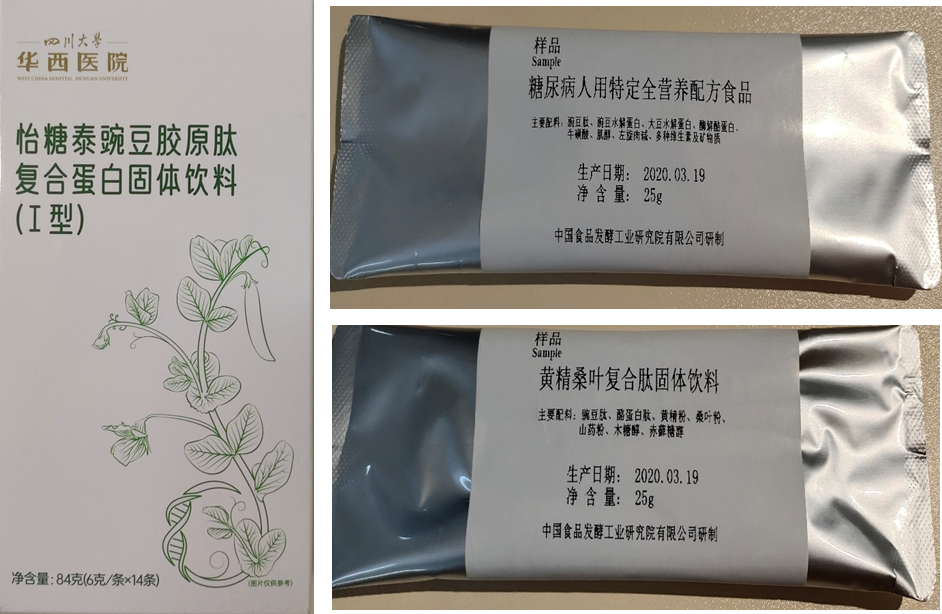 四川大学
华西医院
WEST CHINA HOSPITAL, SICHUAN UNIVERSITY
怡糖泰豌豆胶原肽
复合蛋白固体饮料
(I型)
净含量:84克(6克/条×14条)
(图片仅供参考)
样品
Sample
糖尿病人用特定全营养配方食品
主要配料:豌豆肽、豌豆水解蛋白、大豆水解蛋白、酶解酪蛋白、
牛磺酸、肌醇、左旋肉碱、多种维生素及矿物质
生产日期: 2020.03.19
净 含 量: 25g
中国食品发酵工业研究院有限公司研制
样品
Sample
黄精桑叶复合肽固体饮料
主要配料:豌豆肽、酪蛋白肽、黄精粉、桑叶粉、
山药粉、木糖醇、赤藓糖醇
生产日期: 2020.03.19
净 含 量: 25g
中国食品发酵工业研究院有限公司研制